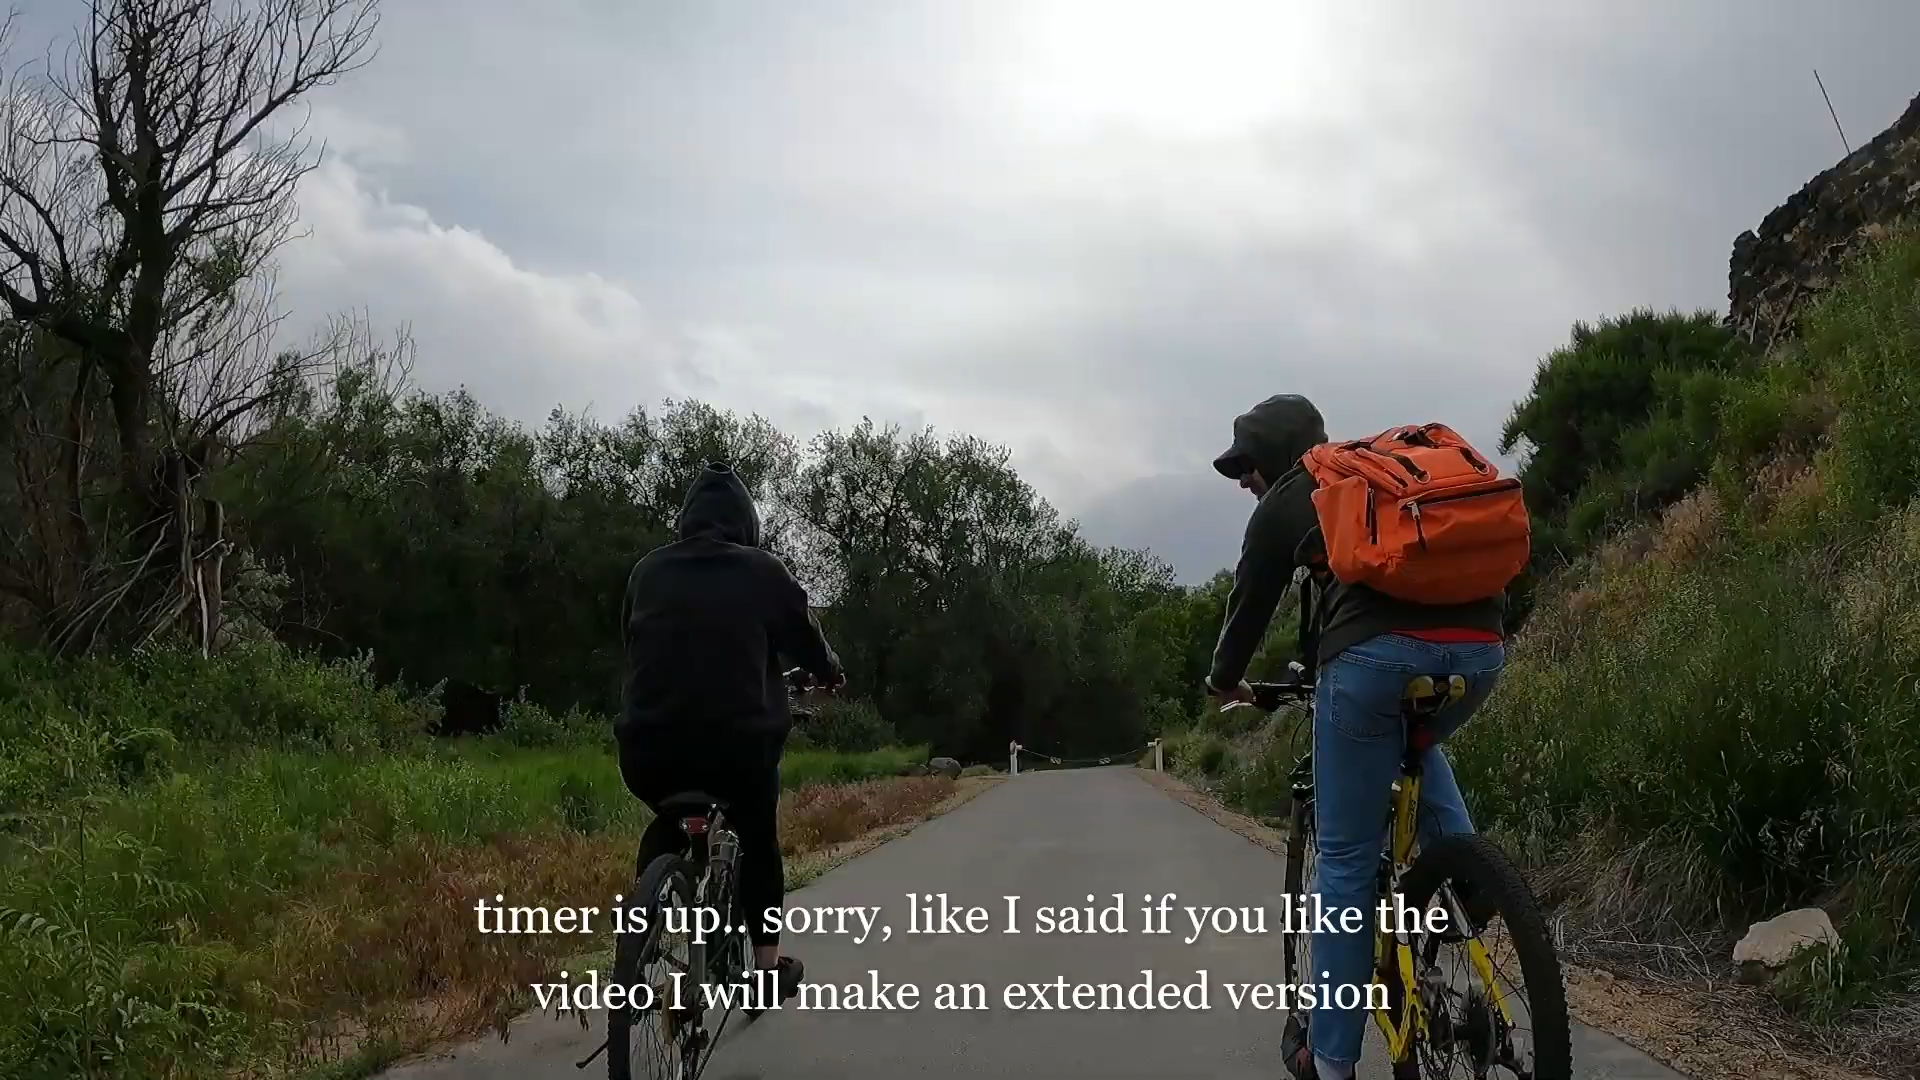 timer is up.. sorry, like I said if you like the
video I will make an extended version